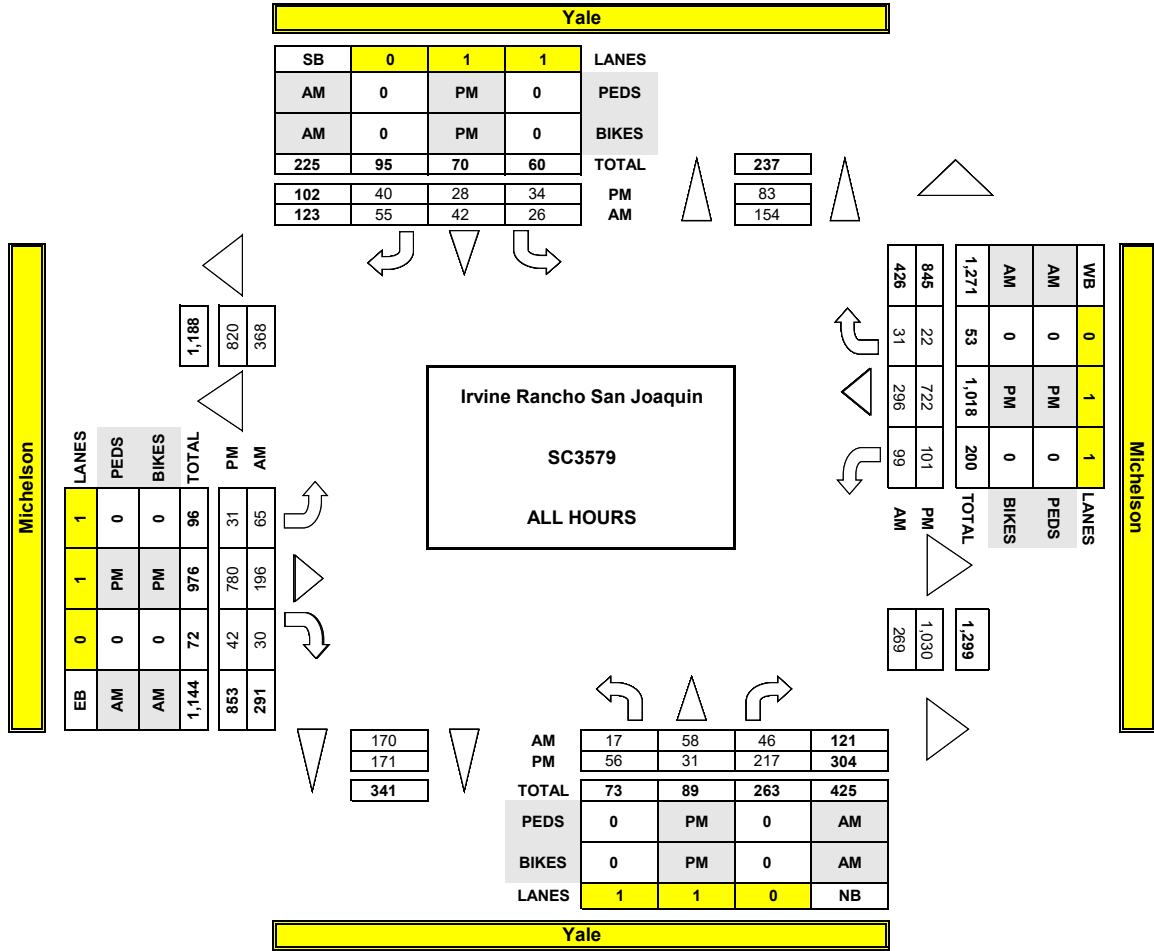 Yale
SB 0 1 1 LANES
AM 0 PM 0 PEDS
AM 0 PM 0 BIKES
225 95 70 60 TOTAL
102 40 28 34 PM
123 55 42 26 AM
237
83
154
WB 0 1 1 LANES
AM 0 PM 0 PEDS
AM 0 PM 0 BIKES
1,271 53 1,018 200 TOTAL
845 22 722 101 PM
426 31 296 99 AM
Michelson
1,188
820
368
Irvine Rancho San Joaquin
SC3579
ALL HOURS
Michelson
LANES 1 1 0 EB
PEDS 0 PM 0 AM
BIKES 0 PM 0 AM
TOTAL 96 976 72 1,144
PM 31 780 42 853
AM 65 196 30 291
1,299
1,030
269
170
171
341
AM 17 58 46 121
PM 56 31 217 304
TOTAL 73 89 263 425
PEDS 0 PM 0 AM
BIKES 0 PM 0 AM
LANES 1 1 0 NB
Yale